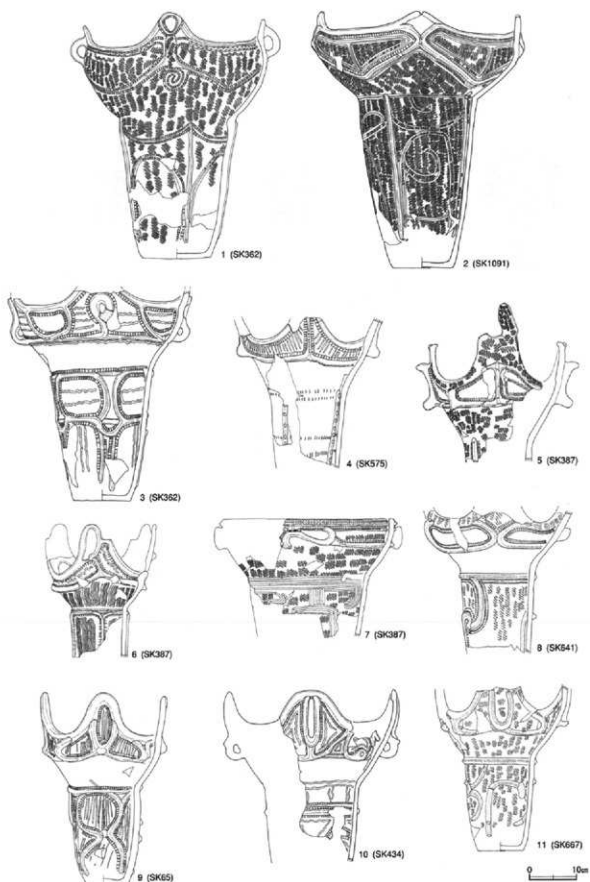 1 (SK362)
2 (SK1091)
3 (SK362)
4 (SK575)
5 (SK387)
6 (SK387)
7 (SK387)
8 (SK641)
9 (SK65)
10 (SK434)
11 (SK667)
0 10cm